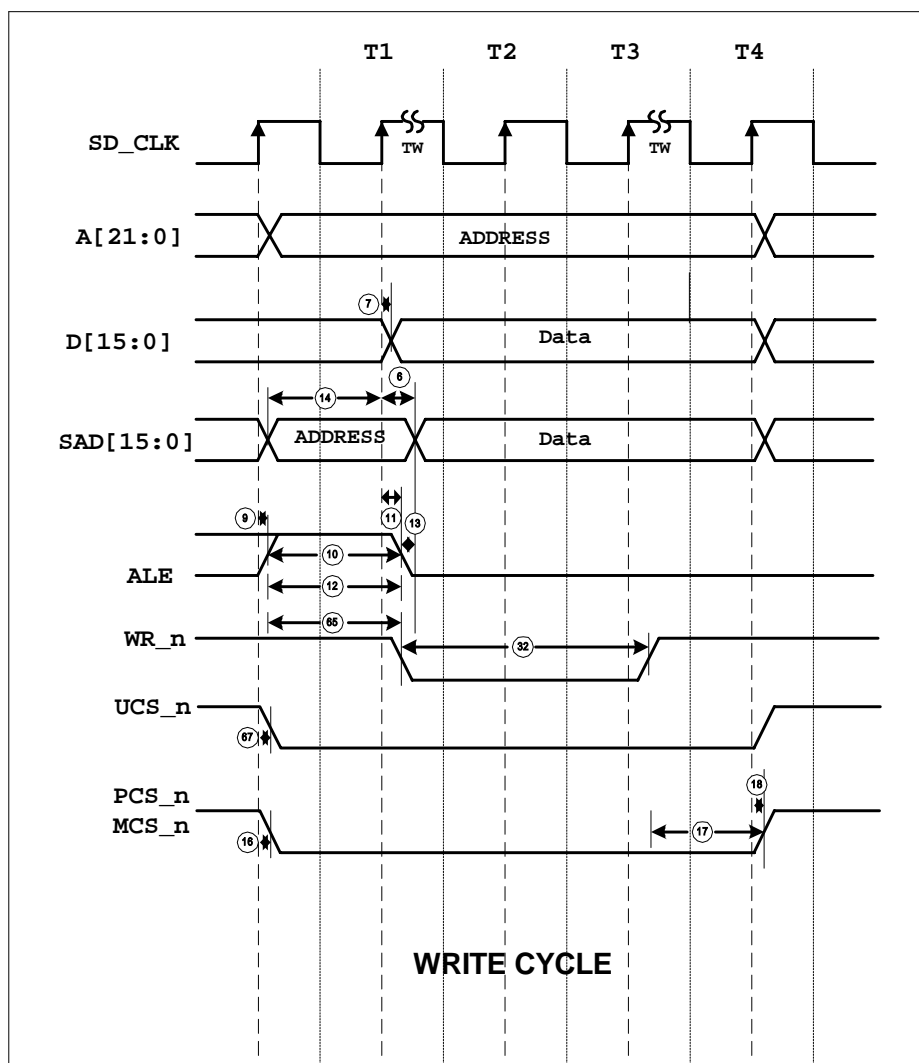 T1 T2 T3 T4
SD_CLK
TW TW
A[21:0] ADDRESS
7
D[15:0] Data
6
14
SAD[15:0] ADDRESS Data
9 11 13
10
ALE
12
65
WR_n 32
UCS_n
67
PCS_n 18
MCS_n 17
16
WRITE CYCLE